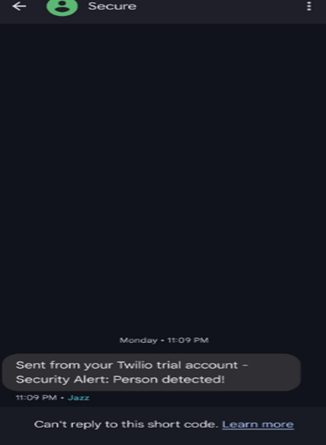 Secure
Monday • 11:09 PM
Sent from your Twilio trial account -
Security Alert: Person detected!
11:09 PM • Jazz
Can't reply to this short code. Learn more